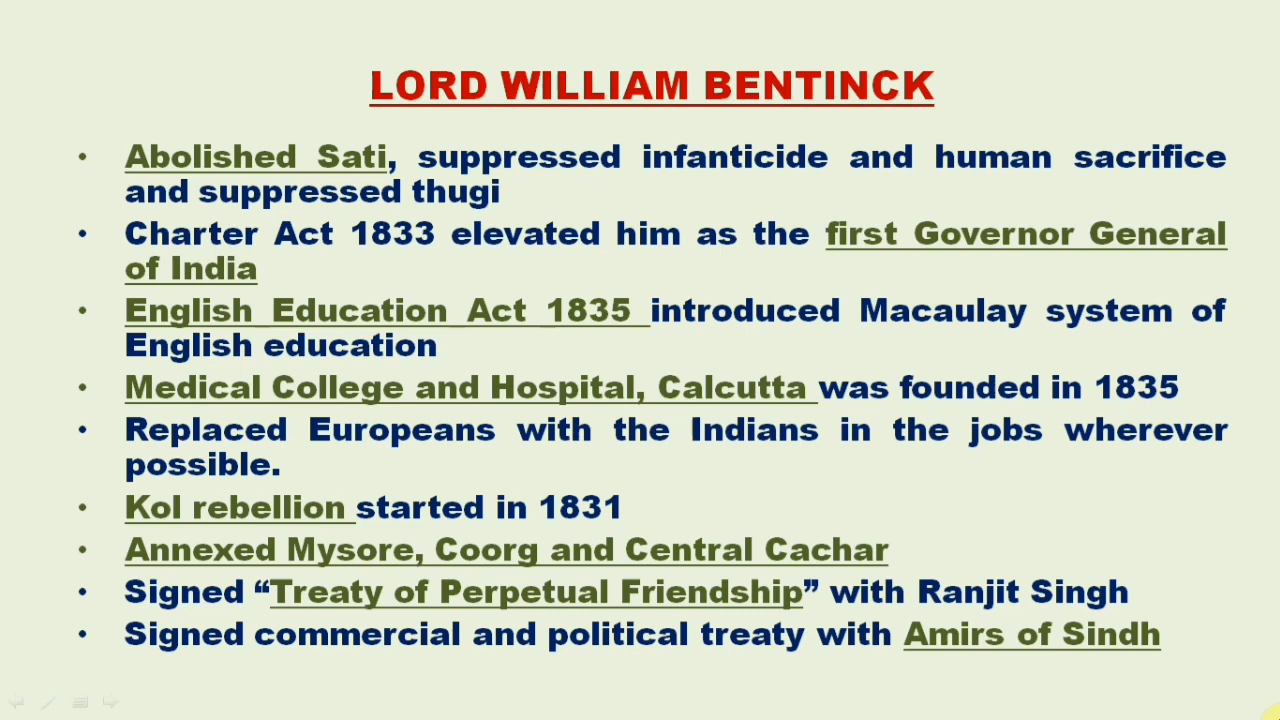 LORD WILLIAM BENTINCK
• Abolished Sati, suppressed infanticide and human sacrifice
and suppressed thugi
• Charter Act 1833 elevated him as the first Governor General
of India
• English Education Act 1835 introduced Macaulay system of
English education
• Medical College and Hospital, Calcutta was founded in 1835
• Replaced Europeans with the Indians in the jobs wherever
possible.
• Kol rebellion started in 1831
• Annexed Mysore, Coorg and Central Cachar
• Signed “Treaty of Perpetual Friendship” with Ranjit Singh
• Signed commercial and political treaty with Amirs of Sindh